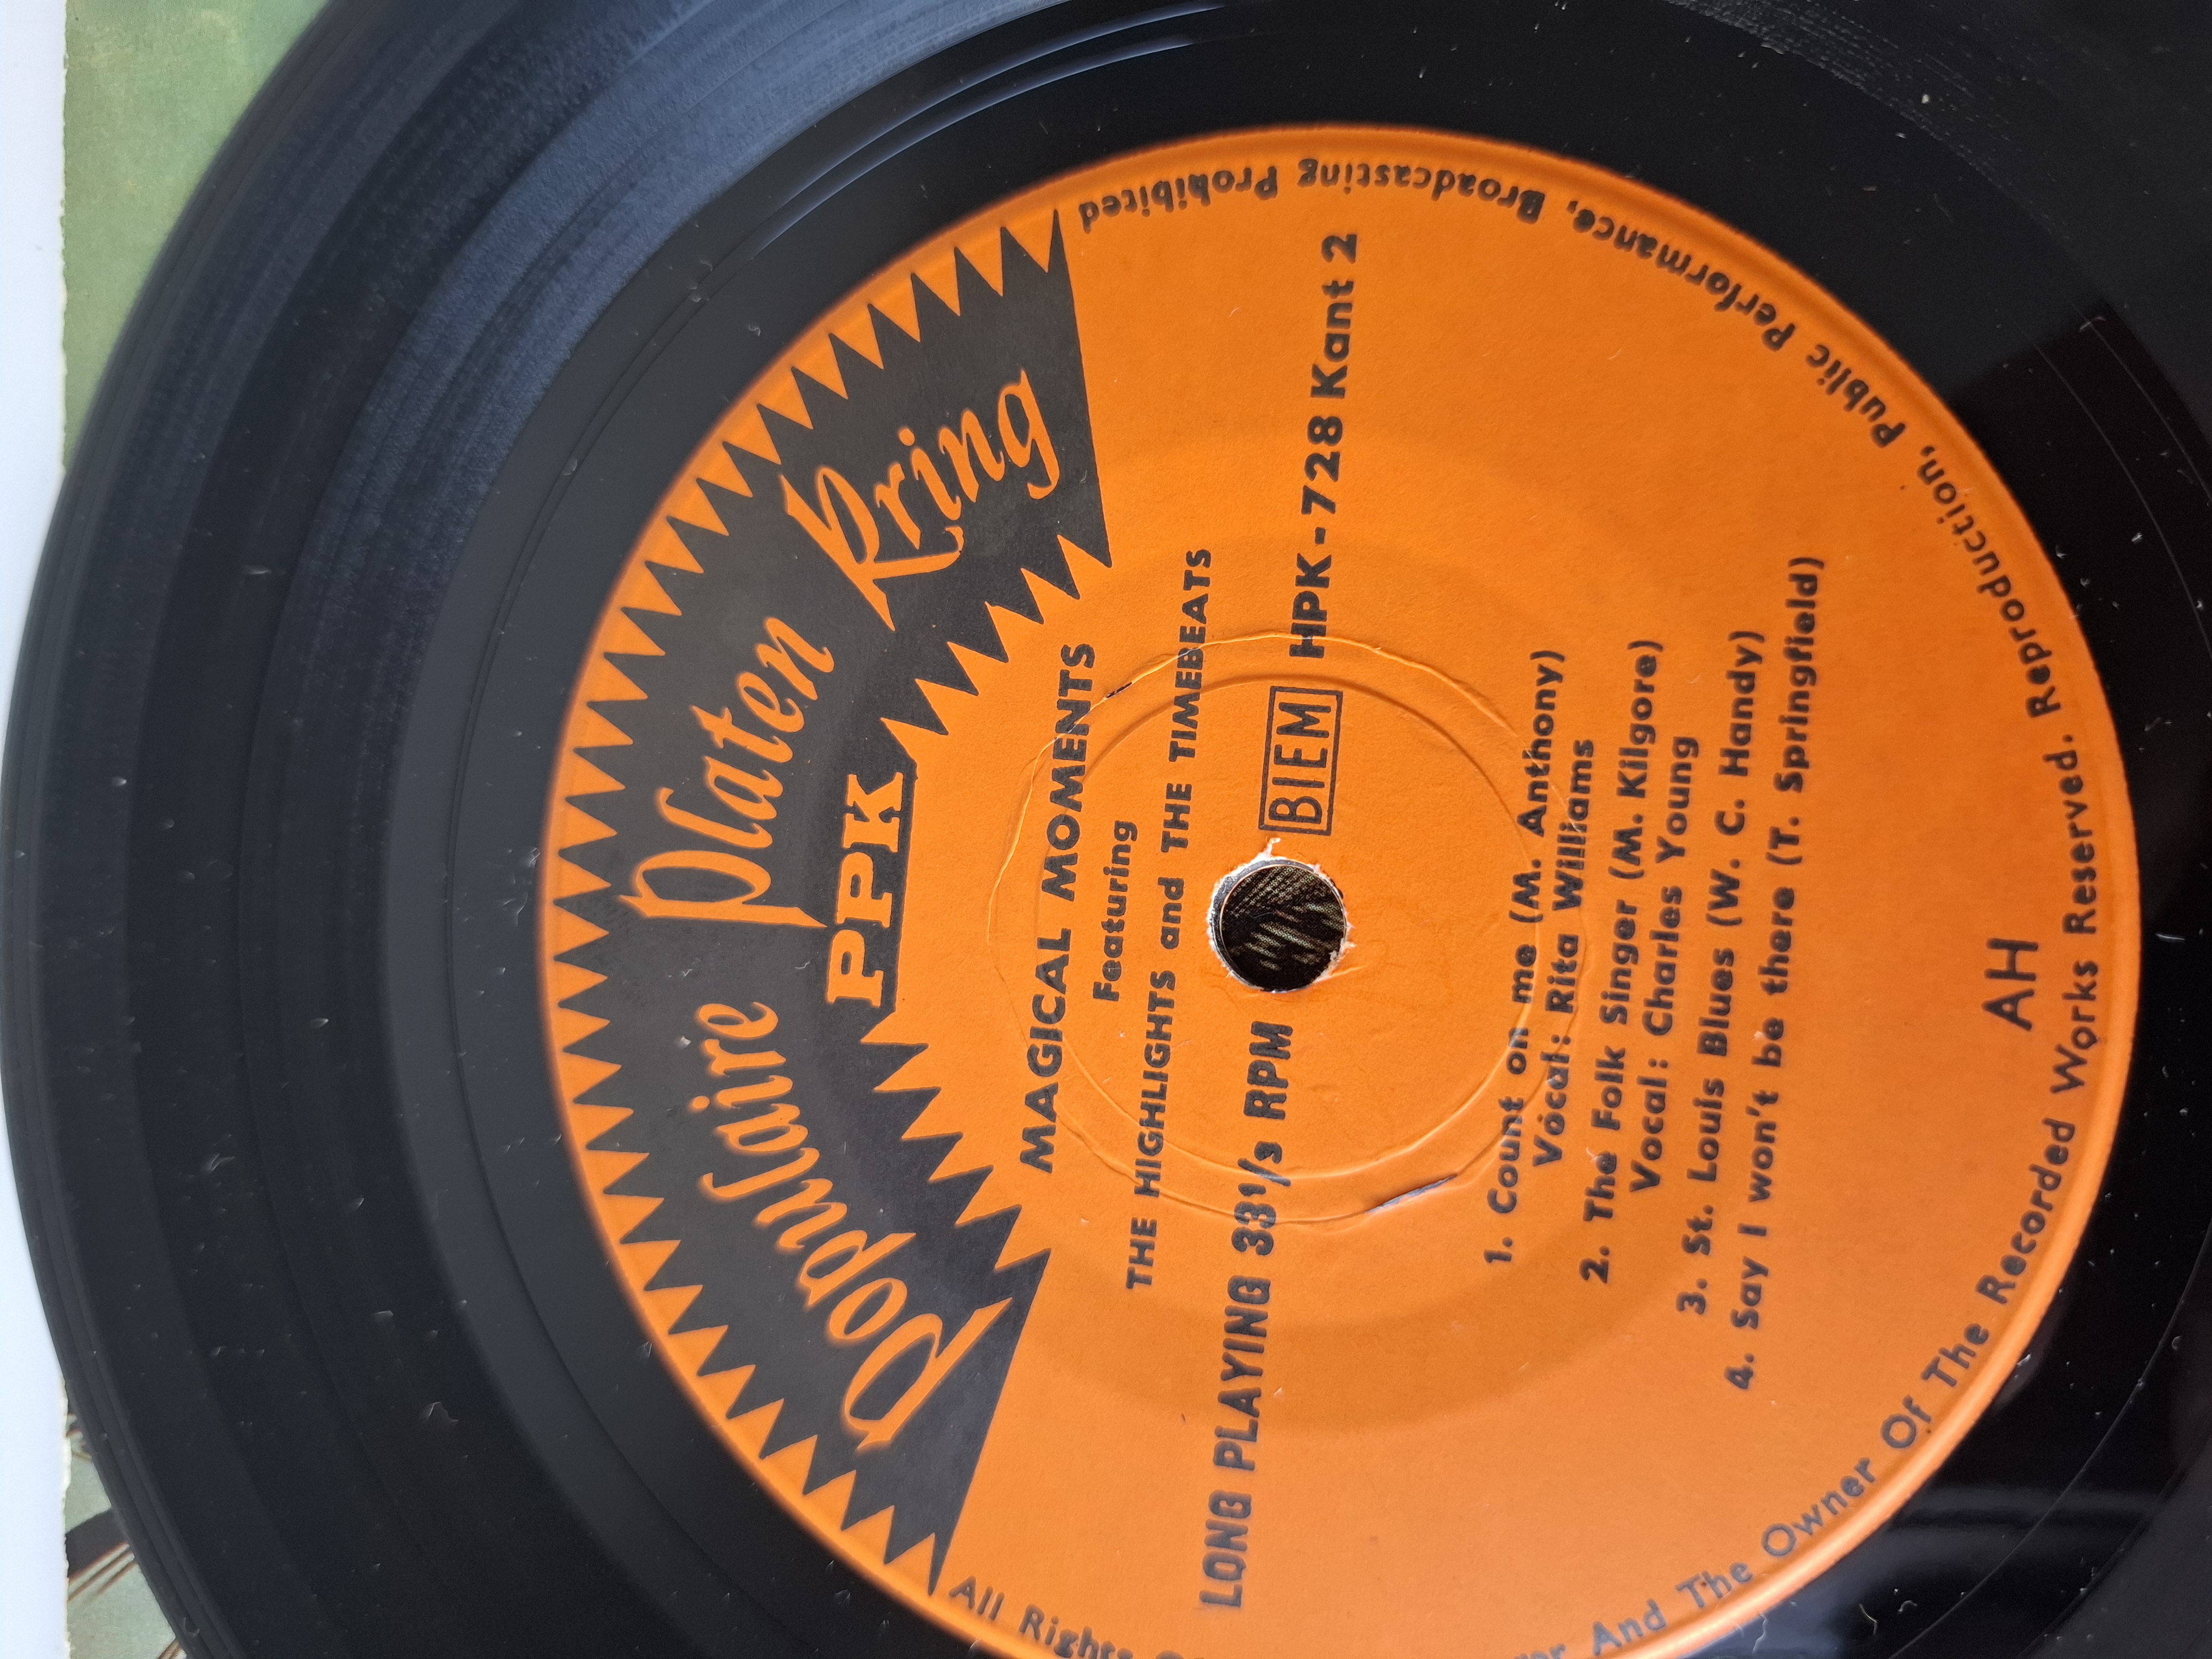 Populaire Platen Kring
PPK
MAGICAL MOMENTS
Featuring
THE HIGHLIGHTS and THE TIMEBEATS
LONG PLAYING 33¹/3 RPM BIEM HPK-728 Kant 2
1. Count on me (M. Anthony)
Vocal: Rita Williams
2. The Folk Singer (M. Kilgore)
Vocal: Charles Young
3. St. Louis Blues (W. C. Handy)
4. Say I won't be there (T. Springfield)
AH
All Rights And The Owner Of The Recorded Works Reserved. Reproduction, Public Performance, Broadcasting Prohibited